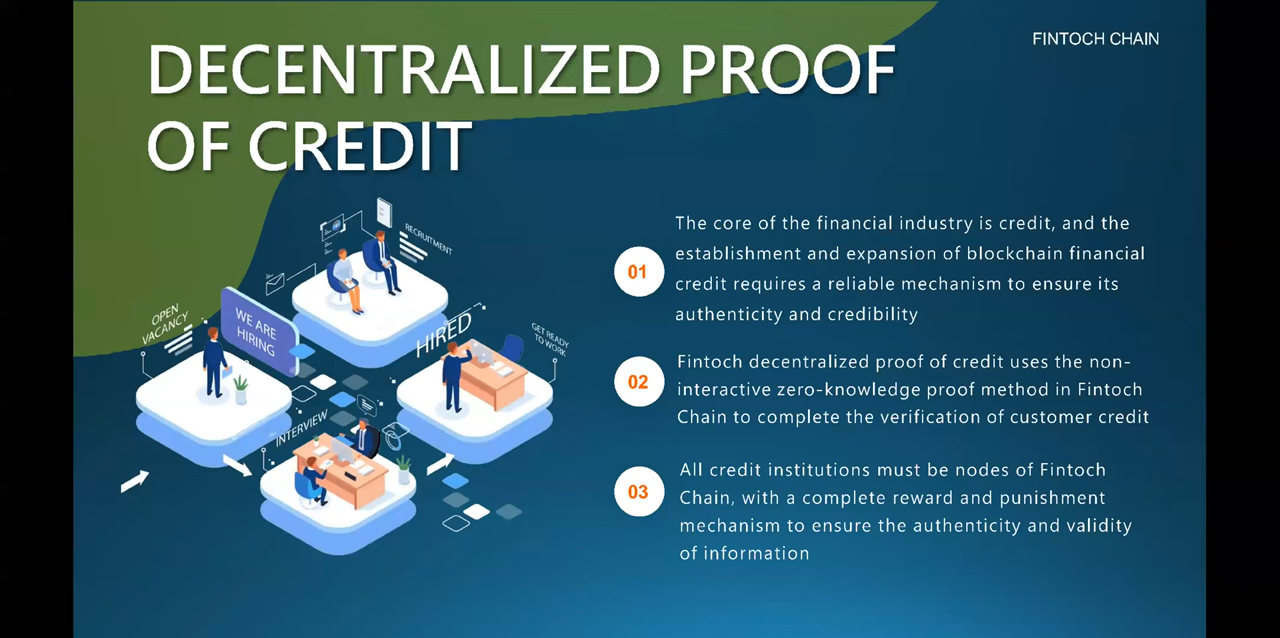 FINTOCH CHAIN
DECENTRALIZED PROOF
OF CREDIT
The core of the financial industry is credit, and the
establishment and expansion of blockchain financial
credit requires a reliable mechanism to ensure its
authenticity and credibility
01
Fintoch decentralized proof of credit uses the non-
interactive zero-knowledge proof method in Fintoch
Chain to complete the verification of customer credit
02
All credit institutions must be nodes of Fintoch
Chain, with a complete reward and punishment
mechanism to ensure the authenticity and validity
of information
03
RECRUITMENT
OPEN
VACANCY
WE ARE
HIRING
HIRED
GET READY
TO WORK
INTERVIEW